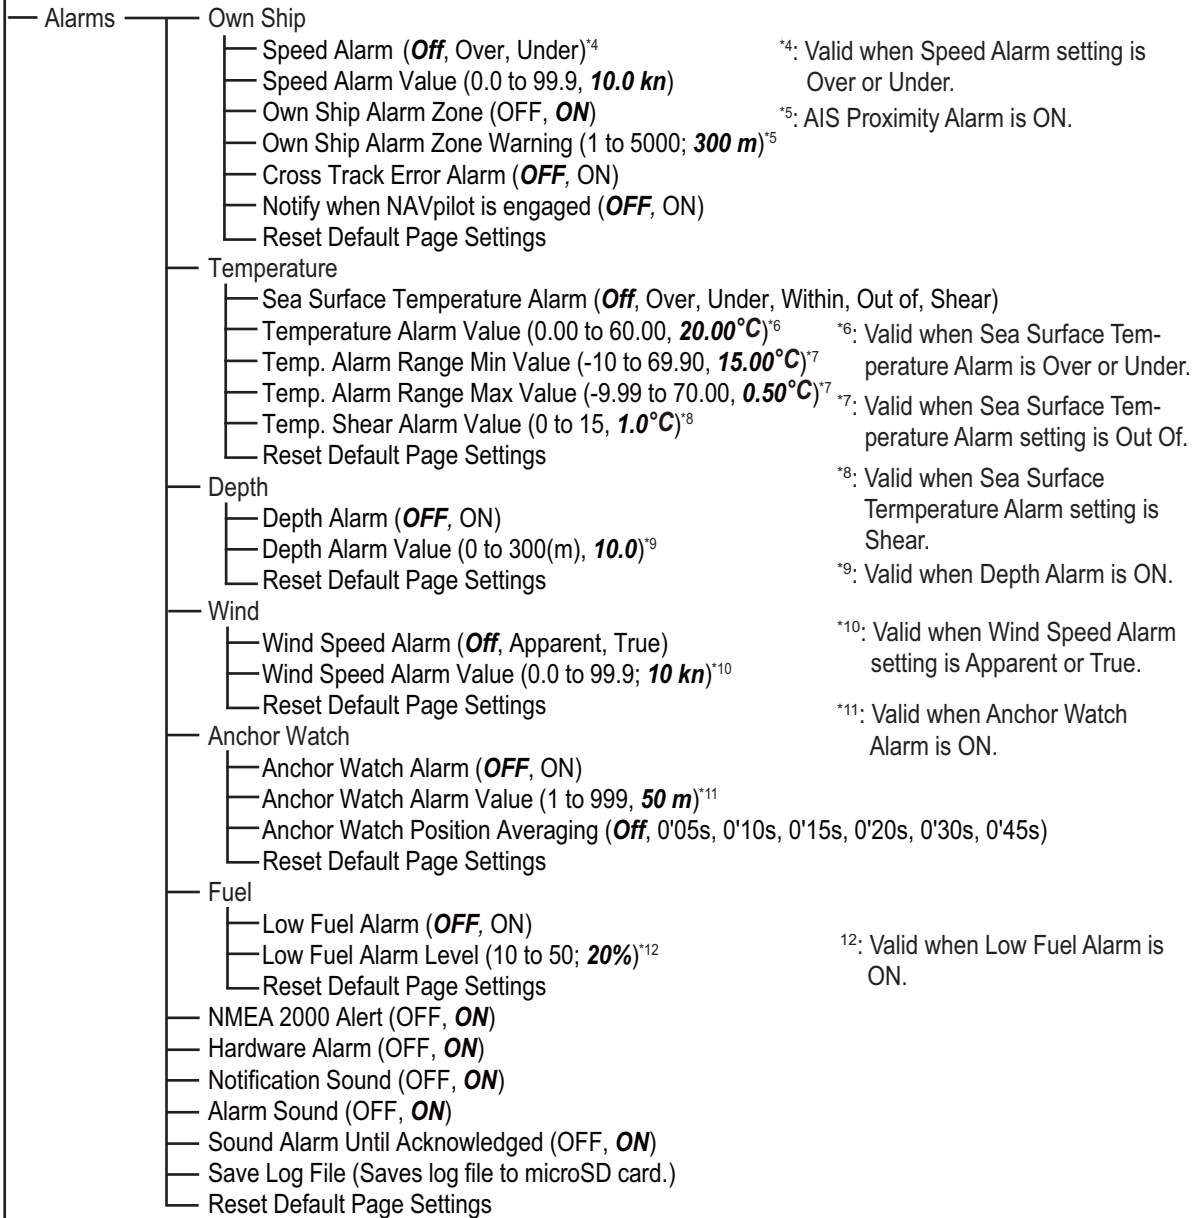 Alarms
Own Ship
Speed Alarm (Off, Over, Under)*4
*4: Valid when Speed Alarm setting is
Over or Under.
Speed Alarm Value (0.0 to 99.9, 10.0 kn)
Own Ship Alarm Zone (OFF, ON)
*5: AIS Proximity Alarm is ON.
Own Ship Alarm Zone Warning (1 to 5000; 300 m)*5
Cross Track Error Alarm (OFF, ON)
Notify when NAVpilot is engaged (OFF, ON)
Reset Default Page Settings
Temperature
Sea Surface Temperature Alarm (Off, Over, Under, Within, Out of, Shear)
Temperature Alarm Value (0.00 to 60.00, 20.00°C)*6
*6: Valid when Sea Surface Tem-
perature Alarm is Over or Under.
Temp. Alarm Range Min Value (-10 to 69.90, 15.00°C)*7
Temp. Alarm Range Max Value (-9.99 to 70.00, 0.50°C)*7
*7: Valid when Sea Surface Tem-
perature Alarm setting is Out Of.
Temp. Shear Alarm Value (0 to 15, 1.0°C)*8
Reset Default Page Settings
*8: Valid when Sea Surface
Termperature Alarm setting is
Shear.
Depth
Depth Alarm (OFF, ON)
Depth Alarm Value (0 to 300(m), 10.0)*9
*9: Valid when Depth Alarm is ON.
Reset Default Page Settings
Wind
Wind Speed Alarm (Off, Apparent, True)
*10: Valid when Wind Speed Alarm
setting is Apparent or True.
Wind Speed Alarm Value (0.0 to 99.9; 10 kn)*10
Reset Default Page Settings
*11: Valid when Anchor Watch
Alarm is ON.
Anchor Watch
Anchor Watch Alarm (OFF, ON)
Anchor Watch Alarm Value (1 to 999, 50 m)*11
Anchor Watch Position Averaging (Off, 0'05s, 0'10s, 0'15s, 0'20s, 0'30s, 0'45s)
Reset Default Page Settings
Fuel
Low Fuel Alarm (OFF, ON)
Low Fuel Alarm Level (10 to 50; 20%)*12
12: Valid when Low Fuel Alarm is
ON.
Reset Default Page Settings
NMEA 2000 Alert (OFF, ON)
Hardware Alarm (OFF, ON)
Notification Sound (OFF, ON)
Alarm Sound (OFF, ON)
Sound Alarm Until Acknowledged (OFF, ON)
Save Log File (Saves log file to microSD card.)
Reset Default Page Settings